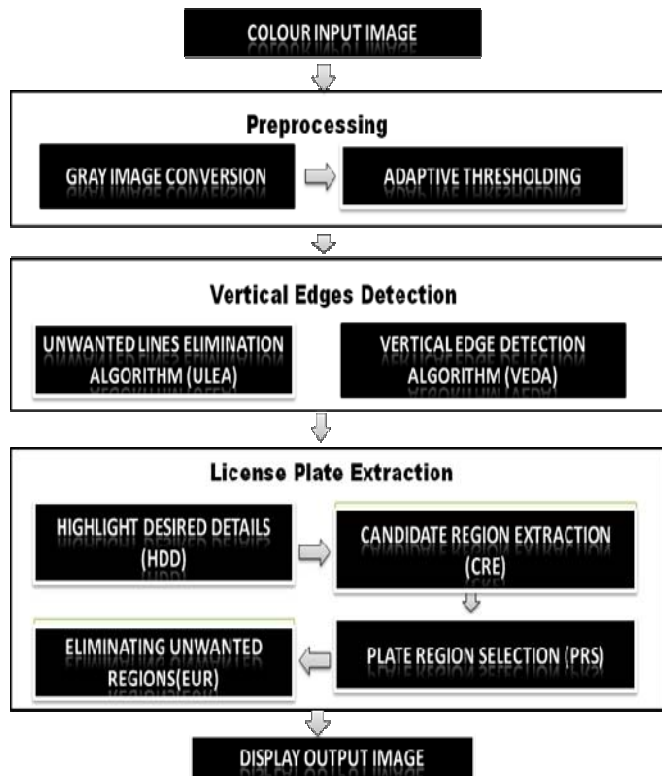 COLOUR INPUT IMAGE
Preprocessing
GRAY IMAGE CONVERSION
ADAPTIVE THRESHOLDING
Vertical Edges Detection
UNWANTED LINES ELIMINATION
ALGORITHM (ULEA)
VERTICAL EDGE DETECTION
ALGORITHM (VEDA)
License Plate Extraction
HIGHLIGHT DESIRED DETAILS
(HDD)
CANDIDATE REGION EXTRACTION
(CRE)
PLATE REGION SELECTION (PRS)
ELIMINATING UNWANTED
REGIONS(EUR)
DISPLAY OUTPUT IMAGE